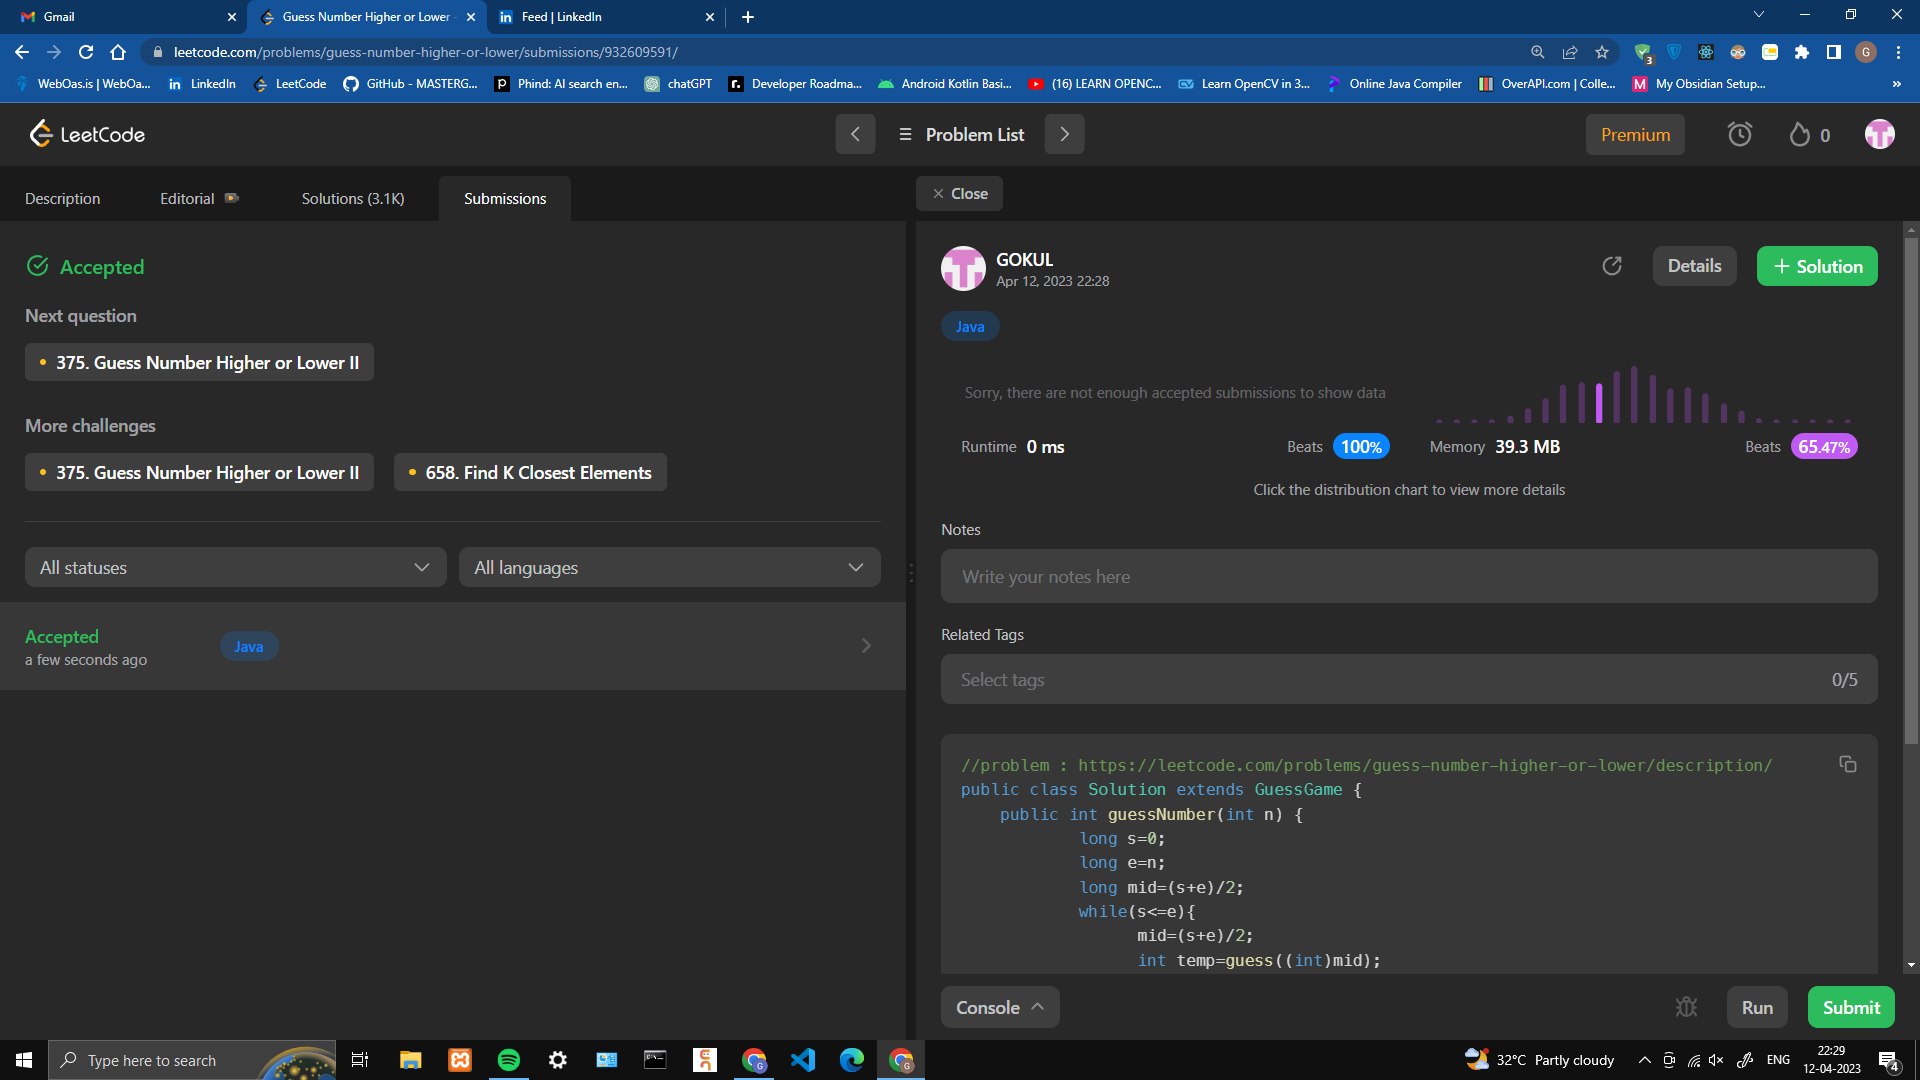 Gmail
Guess Number Higher or Lower -
Feed | LinkedIn
leetcode.com/problems/guess-number-higher-or-lower/submissions/932609591/
3
G
WebOas.is | WebOa...
LinkedIn
LeetCode
GitHub - MASTERG...
Phind: AI search en...
chatGPT
Developer Roadma...
Android Kotlin Basi...
(16) LEARN OPENC...
Learn OpenCV in 3...
Online Java Compiler
OverAPI.com | Colle...
My Obsidian Setup...
»
LeetCode
Problem List
Premium
0
Description
Editorial
Solutions (3.1K)
Submissions
Close
Accepted
Next question
375. Guess Number Higher or Lower II
More challenges
375. Guess Number Higher or Lower II
658. Find K Closest Elements
All statuses
All languages
Accepted
a few seconds ago
Java
GOKUL
Apr 12, 2023 22:28
Details
+ Solution
Java
Sorry, there are not enough accepted submissions to show data
Runtime 0 ms
Beats 100%
Memory 39.3 MB
Beats 65.47%
Click the distribution chart to view more details
Notes
Write your notes here
Related Tags
Select tags
0/5
//problem : https://leetcode.com/problems/guess-number-higher-or-lower/description/
public class Solution extends GuessGame {
public int guessNumber(int n) {
long s=0;
long e=n;
long mid=(s+e)/2;
while(s<=e){
mid=(s+e)/2;
int temp=guess((int)mid);
Console
Run
Submit
Type here to search
32°C Partly cloudy
ENG
22:29
12-04-2023
4